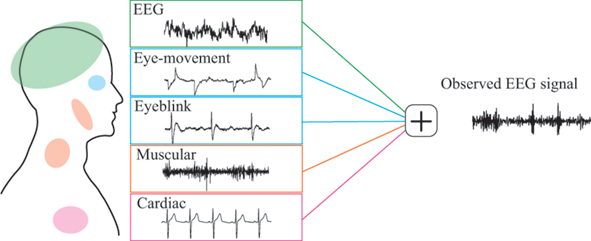 EEG
Eye-movement
Eyeblink
Muscular
Cardiac
Observed EEG signal